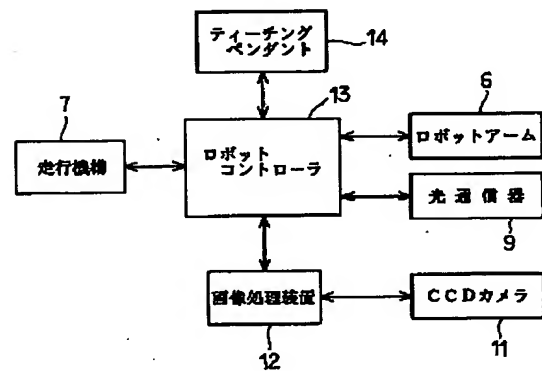 ティーチング
ペンダント
14
13
7
6
ロボット
コントローラ
走行機構
ロボットアーム
光通信器
9
画像処理装置
CCDカメラ
12
11